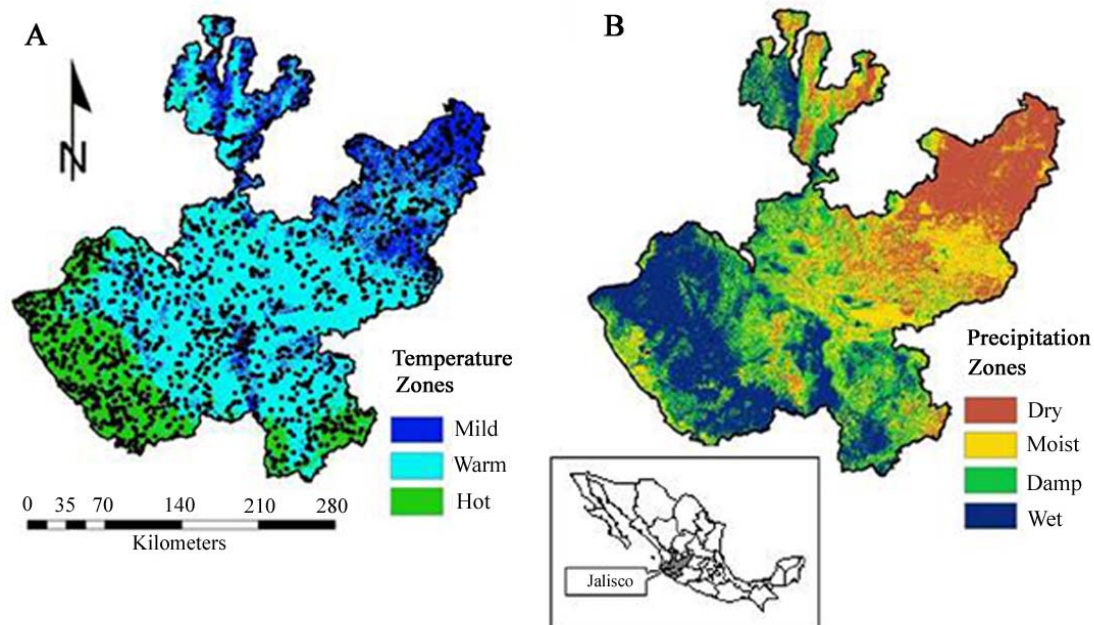 A
N
Temperature
Zones
Mild
Warm
Hot
0 35 70 140 210 280
Kilometers
B
Precipitation
Zones
Dry
Moist
Damp
Wet
Jalisco